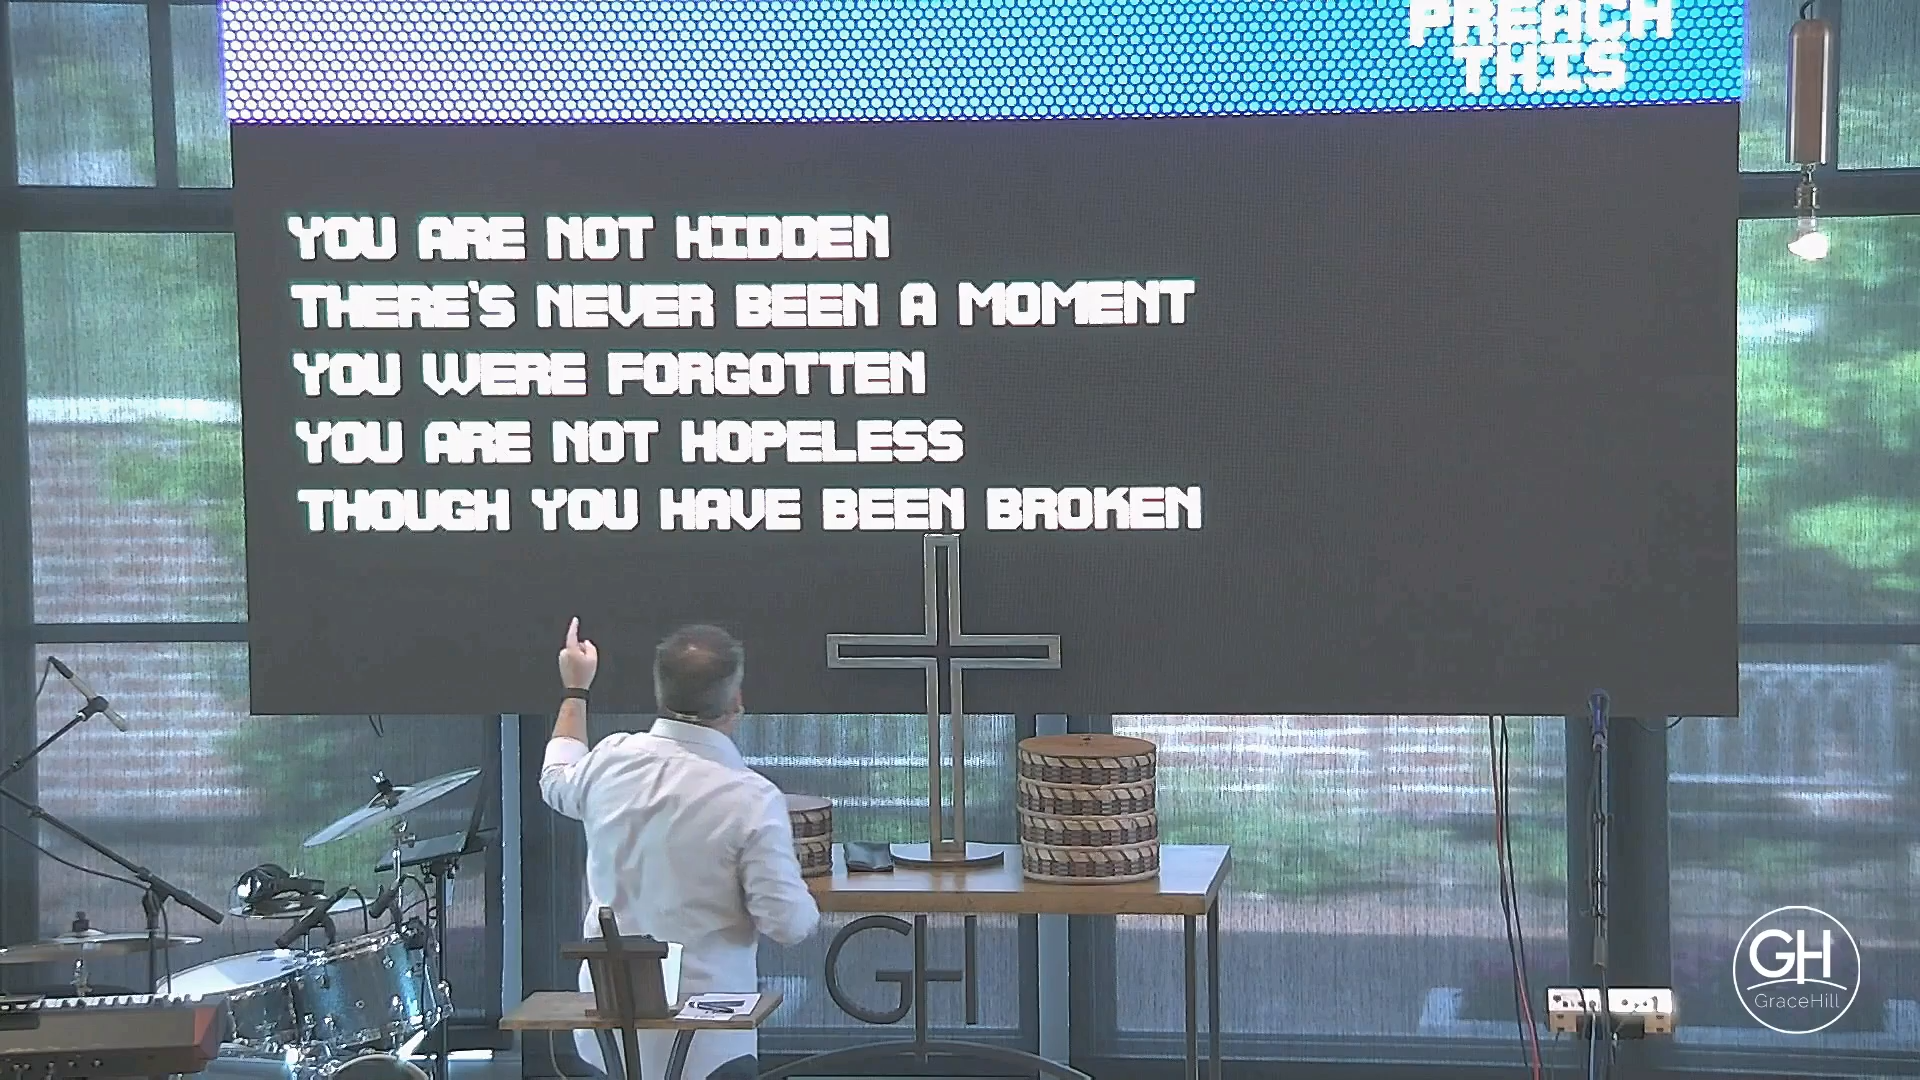 PREACH
THIS
YOU ARE NOT HIDDEN
THERE'S NEVER BEEN A MOMENT
YOU WERE FORGOTTEN
YOU ARE NOT HOPELESS
THOUGH YOU HAVE BEEN BROKEN
GH
GH
GraceHill